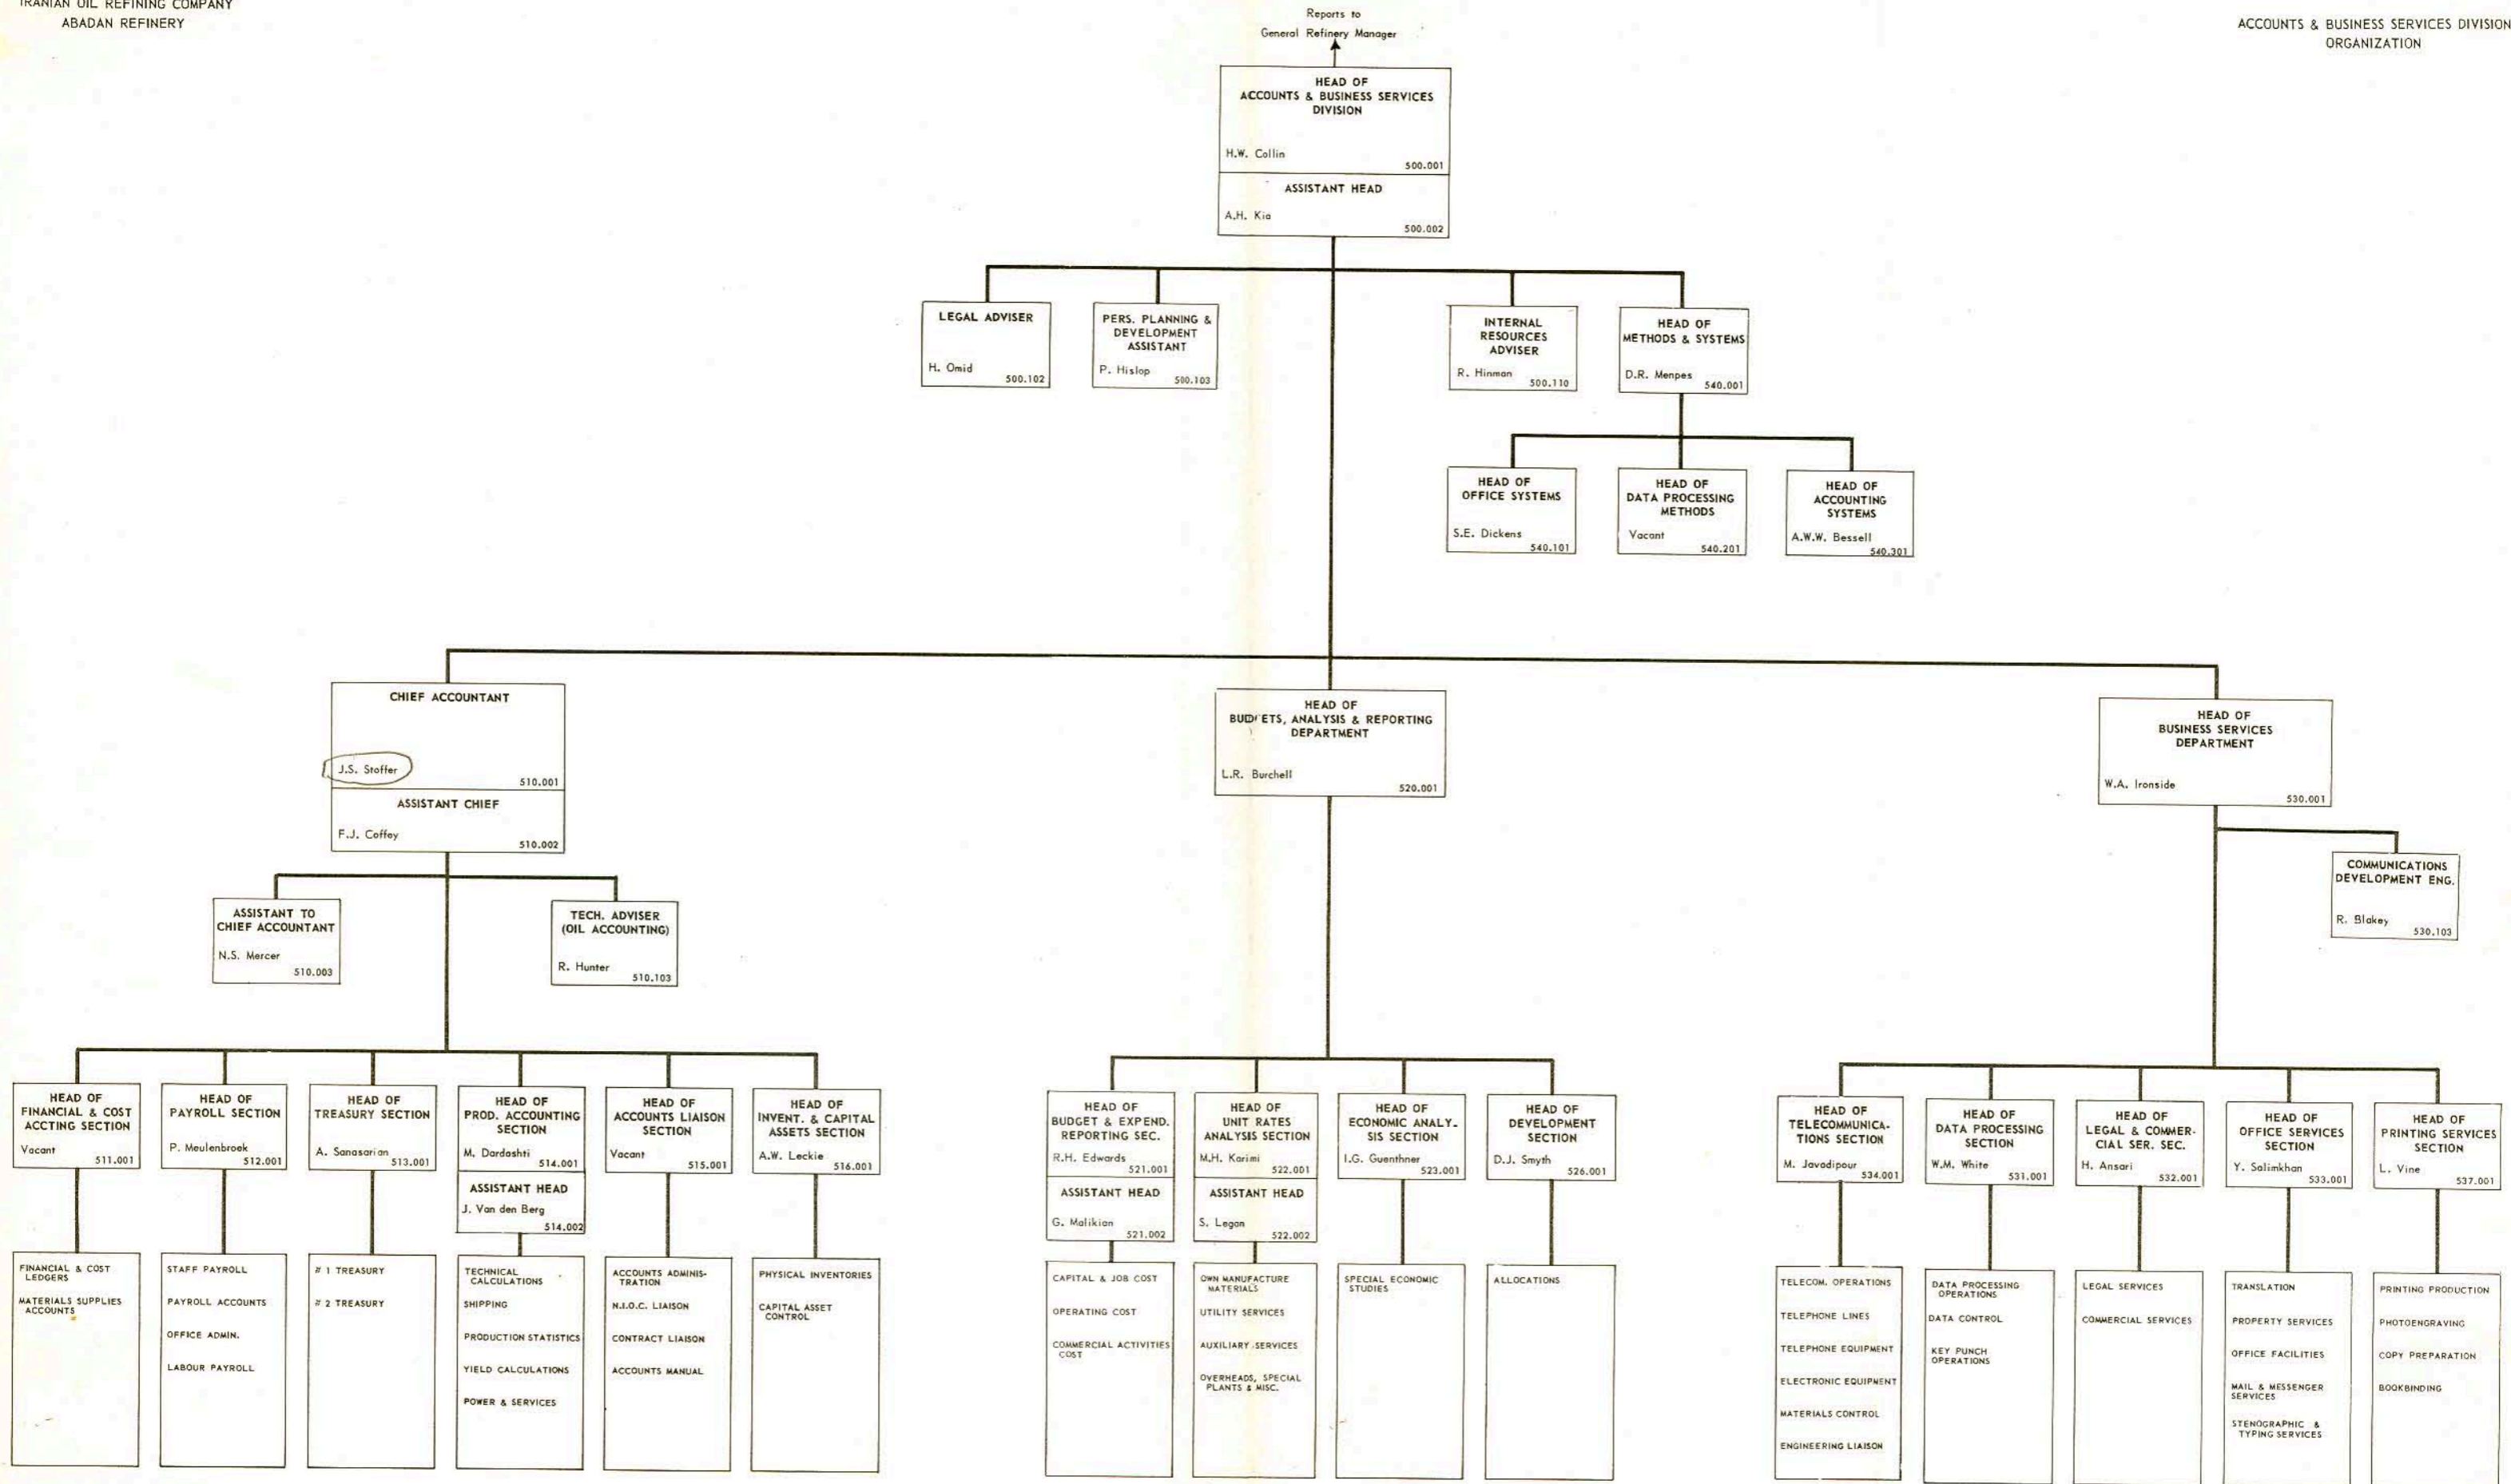 IRANIAN OIL REFINING COMPANY
ABADAN REFINERY
ACCOUNTS & BUSINESS SERVICES DIVISION
ORGANIZATION
Reports to
General Refinery Manager
HEAD OF
ACCOUNTS & BUSINESS SERVICES
DIVISION
H.W. Collin
500.001
ASSISTANT HEAD
A.H. Kia
500.002
LEGAL ADVISER
H. Omid
500.102
PERS. PLANNING &
DEVELOPMENT
ASSISTANT
P. Hislop
500.103
INTERNAL
RESOURCES
ADVISER
R. Hinman
500.110
HEAD OF
METHODS & SYSTEMS
D.R. Menpes
540.001
HEAD OF
OFFICE SYSTEMS
S.E. Dickens
540.101
HEAD OF
DATA PROCESSING
METHODS
Vacant
540.201
HEAD OF
ACCOUNTING
SYSTEMS
A.W.W. Bessell
540.301
CHIEF ACCOUNTANT
J.S. Stoffer
510.001
ASSISTANT CHIEF
F.J. Coffey
510.002
HEAD OF
BUDGETS, ANALYSIS & REPORTING
DEPARTMENT
L.R. Burchell
520.001
HEAD OF
BUSINESS SERVICES
DEPARTMENT
W.A. Ironside
530.001
COMMUNICATIONS
DEVELOPMENT ENG.
R. Blakey
530.103
ASSISTANT TO
CHIEF ACCOUNTANT
N.S. Mercer
510.003
TECH. ADVISER
(OIL ACCOUNTING)
R. Hunter
510.103
HEAD OF
FINANCIAL & COST
ACCTING SECTION
Vacant
511.001
FINANCIAL & COST
LEDGERS
MATERIALS SUPPLIES
ACCOUNTS
HEAD OF
PAYROLL SECTION
P. Meulenbroek
512.001
STAFF PAYROLL
PAYROLL ACCOUNTS
OFFICE ADMIN.
LABOUR PAYROLL
HEAD OF
TREASURY SECTION
A. Sanasarian
513.001
# 1 TREASURY
# 2 TREASURY
HEAD OF
PROD. ACCOUNTING
SECTION
M. Dardashti
514.001
ASSISTANT HEAD
J. Van den Berg
514.002
TECHNICAL
CALCULATIONS
SHIPPING
PRODUCTION STATISTICS
YIELD CALCULATIONS
POWER & SERVICES
HEAD OF
ACCOUNTS LIAISON
SECTION
Vacant
515.001
ACCOUNTS ADMINIS-
TRATION
N.I.O.C. LIAISON
CONTRACT LIAISON
ACCOUNTS MANUAL
HEAD OF
INVENT. & CAPITAL
ASSETS SECTION
A.W. Leckie
516.001
PHYSICAL INVENTORIES
CAPITAL ASSET
CONTROL
HEAD OF
BUDGET & EXPEND.
REPORTING SEC.
R.H. Edwards
521.001
ASSISTANT HEAD
G. Malikian
521.002
CAPITAL & JOB COST
OPERATING COST
COMMERCIAL ACTIVITIES
COST
HEAD OF
UNIT RATES
ANALYSIS SECTION
M.H. Karimi
522.001
ASSISTANT HEAD
S. Legan
522.002
OWN MANUFACTURE
MATERIALS
UTILITY SERVICES
AUXILIARY SERVICES
OVERHEADS, SPECIAL
PLANTS & MISC.
HEAD OF
ECONOMIC ANALY-
SIS SECTION
I.G. Guenthner
523.001
SPECIAL ECONOMIC
STUDIES
HEAD OF
DEVELOPMENT
SECTION
D.J. Smyth
526.001
ALLOCATIONS
HEAD OF
TELECOMMUNICA-
TIONS SECTION
M. Javadipour
534.001
TELECOM. OPERATIONS
TELEPHONE LINES
TELEPHONE EQUIPMENT
ELECTRONIC EQUIPMENT
MATERIALS CONTROL
ENGINEERING LIAISON
HEAD OF
DATA PROCESSING
SECTION
W.M. White
531.001
DATA PROCESSING
OPERATIONS
DATA CONTROL
KEY PUNCH
OPERATIONS
HEAD OF
LEGAL & COMMER-
CIAL SER. SEC.
H. Ansari
532.001
LEGAL SERVICES
COMMERCIAL SERVICES
HEAD OF
OFFICE SERVICES
SECTION
Y. Salimkhan
533.001
TRANSLATION
PROPERTY SERVICES
OFFICE FACILITIES
MAIL & MESSENGER
SERVICES
STENOGRAPHIC &
TYPING SERVICES
HEAD OF
PRINTING SERVICES
SECTION
L. Vine
537.001
PRINTING PRODUCTION
PHOTOENGRAVING
COPY PREPARATION
BOOKBINDING